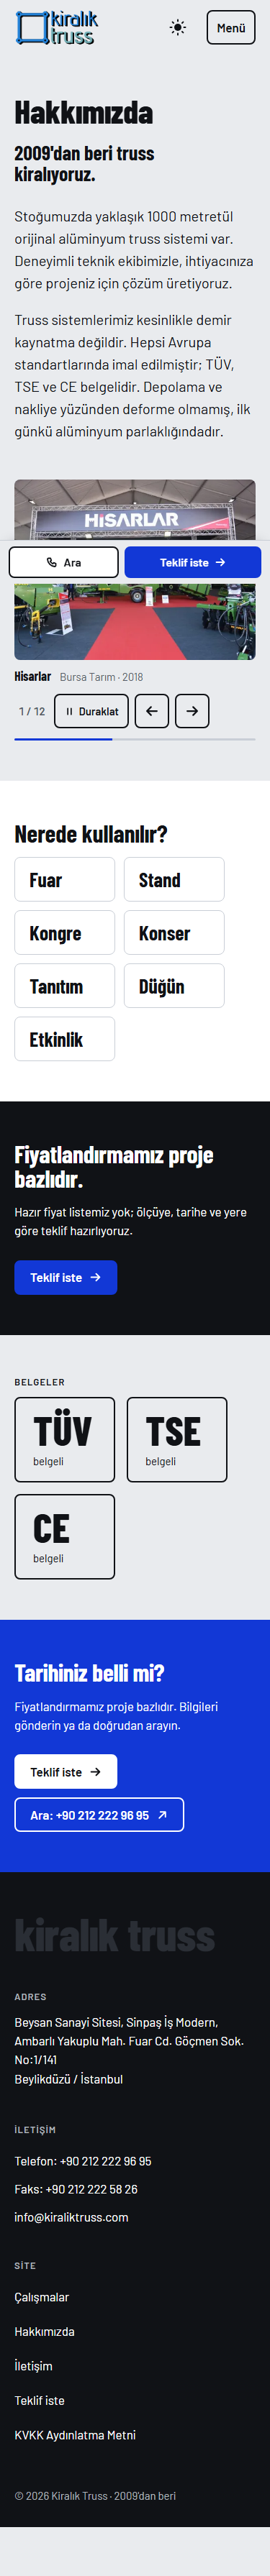 kiralık
truss
Menü
Hakkımızda
2009'dan beri truss
kiralıyoruz.
Stoğumuzda yaklaşık 1000 metretül
orijinal alüminyum truss sistemi var.
Deneyimli teknik ekibimizle, ihtiyacınıza
göre projeniz için çözüm üretiyoruz.
Truss sistemlerimiz kesinlikle demir
kaynatma değildir. Hepsi Avrupa
standartlarında imal edilmiştir; TÜV,
TSE ve CE belgelidir. Depolama ve
nakliye yüzünden deforme olmamış, ilk
günkü alüminyum parlaklığındadır.
HİSARLAR
Ara
Teklif iste →
Hisarlar Bursa Tarım · 2018
1 / 12 Duraklat ← →
Nerede kullanılır?
Fuar Stand
Kongre Konser
Tanıtım Düğün
Etkinlik
Fiyatlandırmamız proje
bazlıdır.
Hazır fiyat listemiz yok; ölçüye, tarihe ve yere
göre teklif hazırlıyoruz.
Teklif iste →
BELGELER
TÜV TSE
belgeli belgeli
CE
belgeli
Tarihiniz belli mi?
Fiyatlandırmamız proje bazlıdır. Bilgileri
gönderin ya da doğrudan arayın.
Teklif iste →
Ara: +90 212 222 96 95 ↗
kiralık truss
ADRES
Beysan Sanayi Sitesi, Sinpaş İş Modern,
Ambarlı Yakuplu Mah. Fuar Cd. Göçmen Sok.
No:1/141
Beylikdüzü / İstanbul
İLETİŞİM
Telefon: +90 212 222 96 95
Faks: +90 212 222 58 26
info@kiraliktruss.com
SİTE
Çalışmalar
Hakkımızda
İletişim
Teklif iste
KVKK Aydınlatma Metni
© 2026 Kiralık Truss · 2009'dan beri